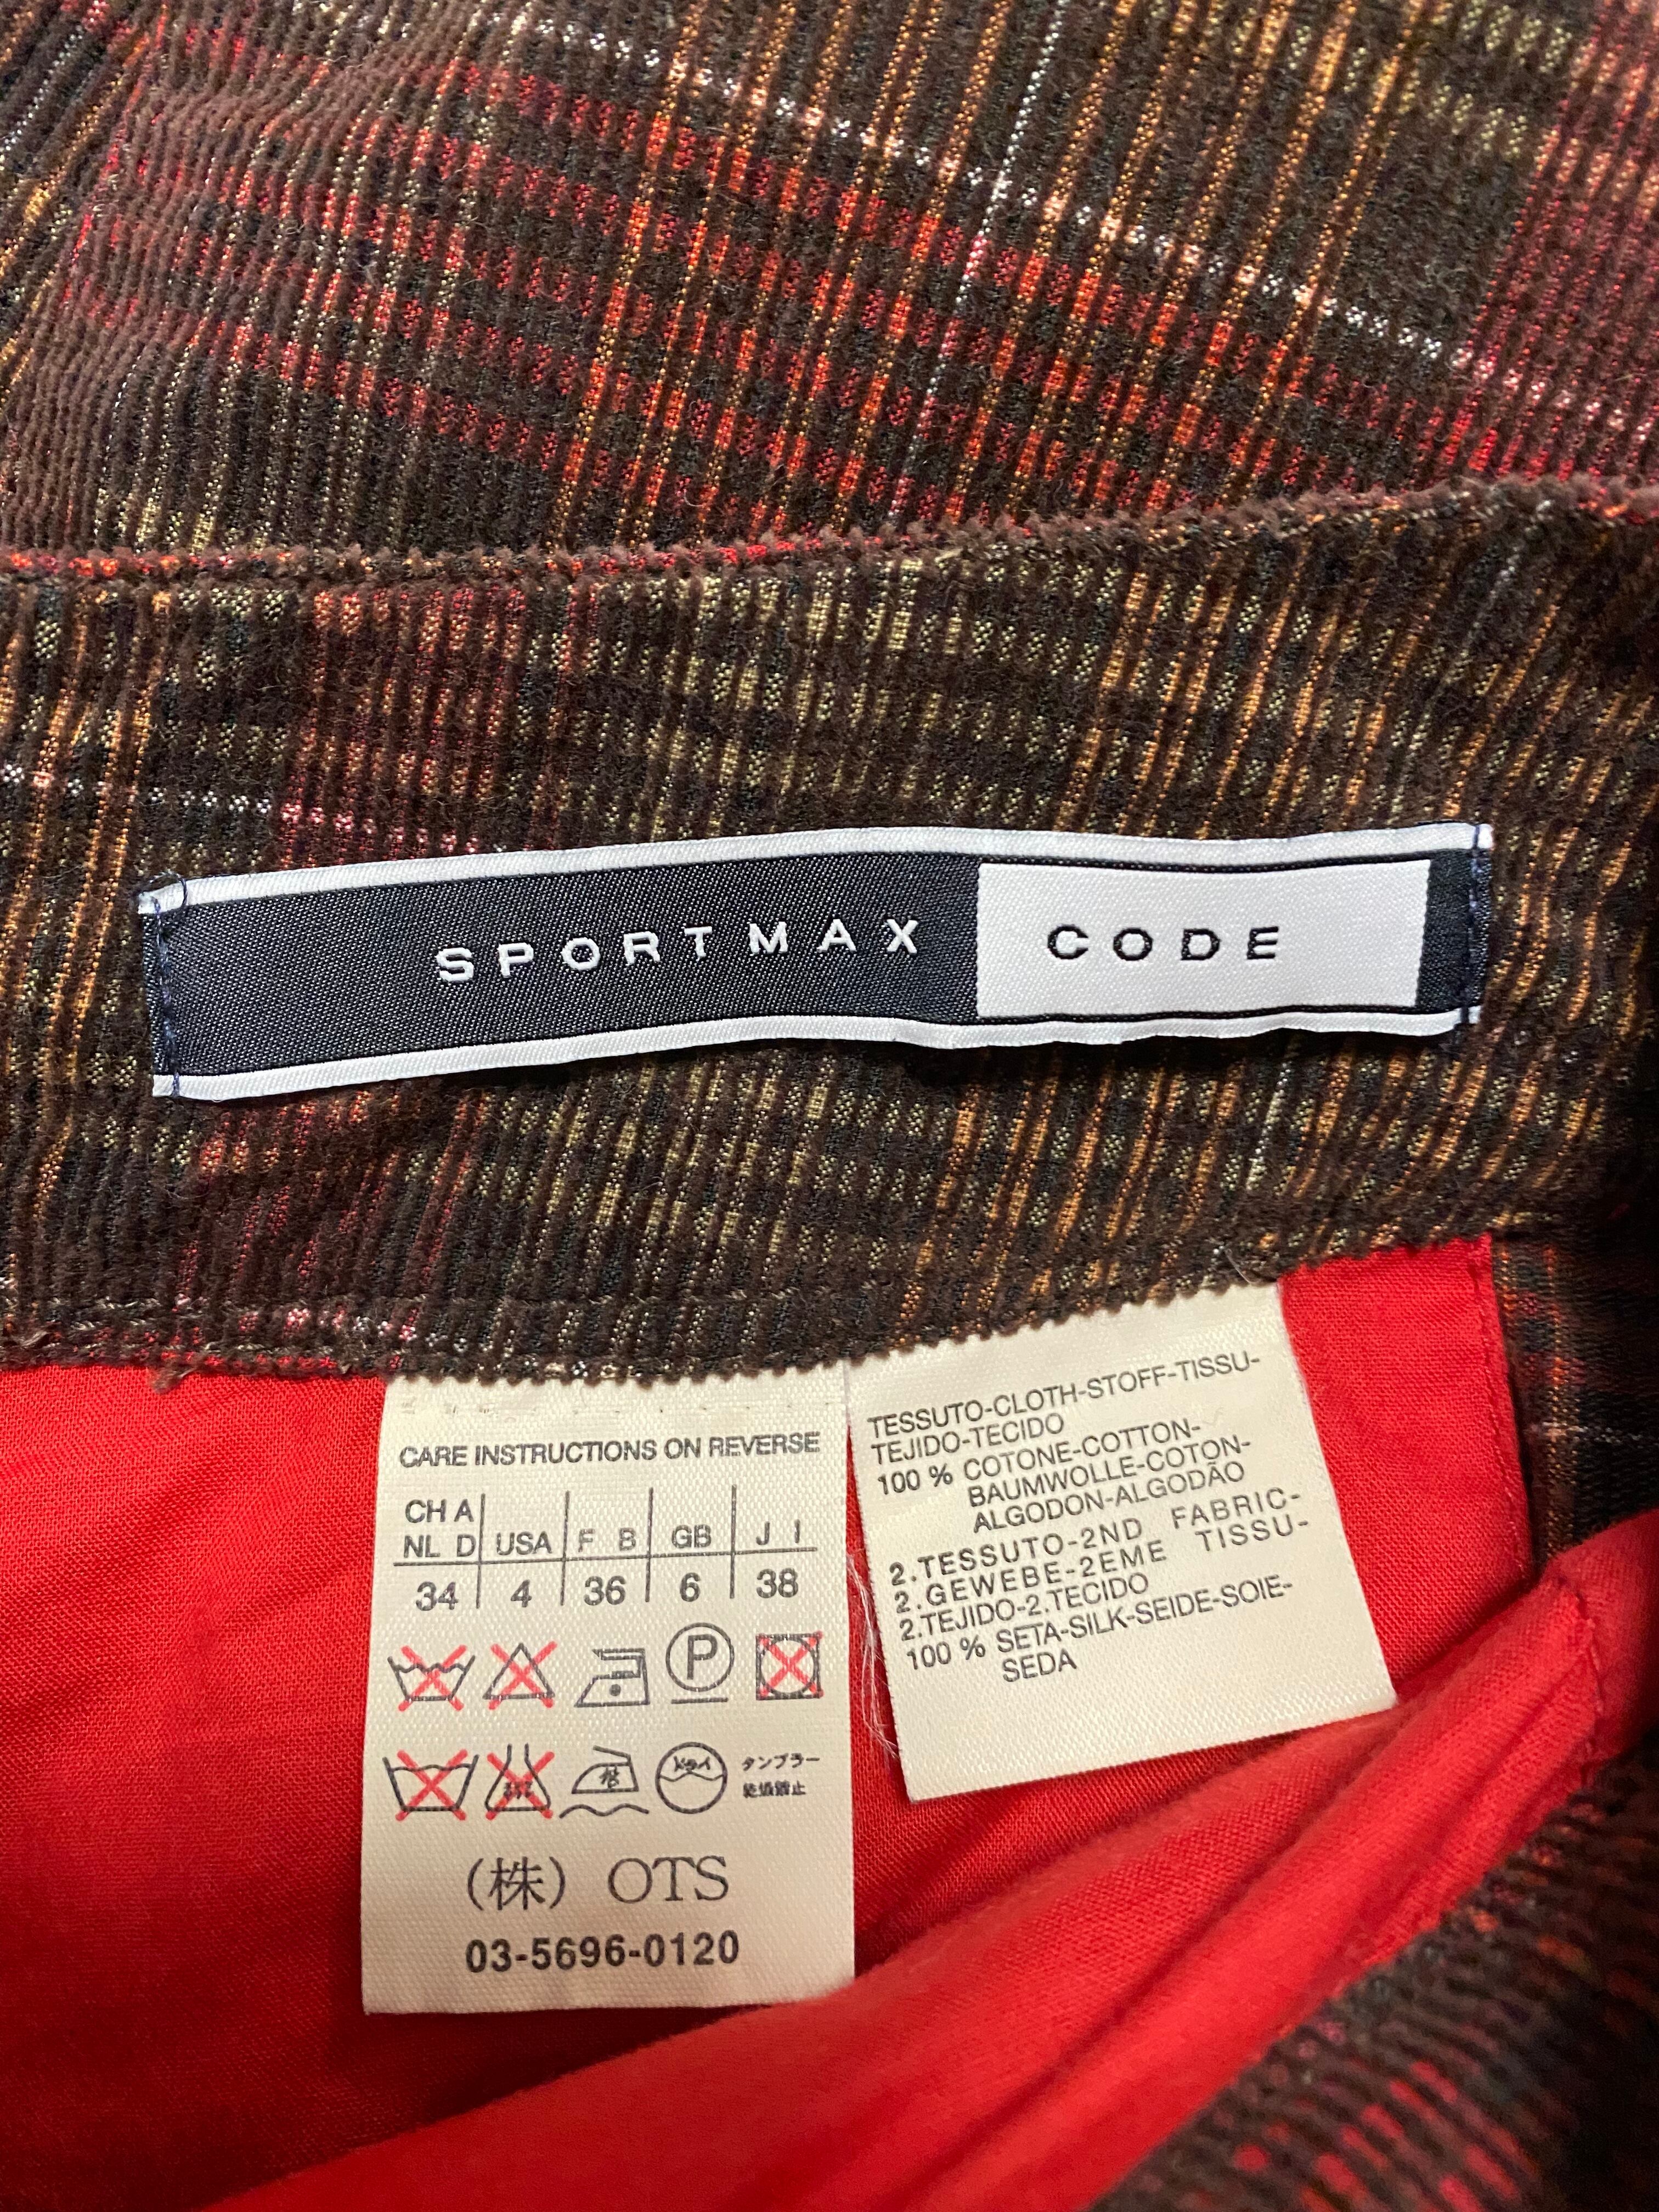 SPORTMAX CODE
CARE INSTRUCTIONS ON REVERSE
CH A
NL D USA F B GB J I
34 4 36 6 38
P
ドライ タンブラー
乾燥禁止
(株) OTS
03-5696-0120
TESSUTO-CLOTH-STOFF-TISSU-
TEJIDO-TECIDO
100 % COTONE-COTTON-
BAUMWOLLE-COTON-
ALGODON-ALGODÃO
2.TESSUTO-2ND FABRIC-
2.GEWEBE-2EME TISSU-
2.TEJIDO-2.TECIDO
100 % SETA-SILK-SEIDE-SOIE-
SEDA